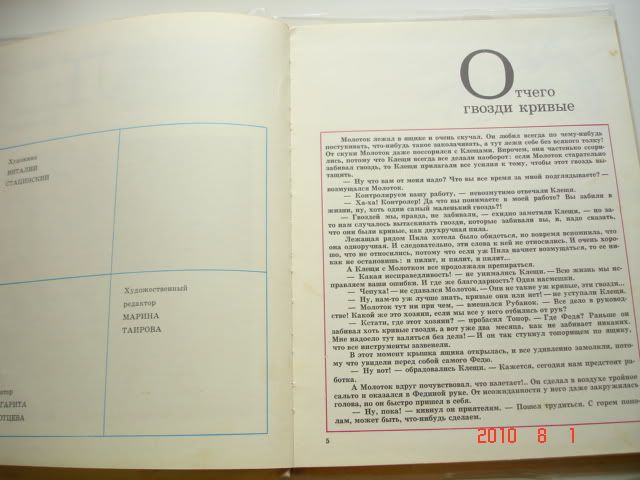 Художник
ВИТАЛИЙ
СТАЦИНСКИЙ
Художественный
редактор
МАРИНА
ТАИРОВА
Отчего
гвозди кривые
Молоток лежал в ящике и очень скучал. Он любил всегда по чему-нибудь
постукивать, что-нибудь такое заколачивать, а тут лежи себе без всякого толку!
От скуки Молоток даже поссорился с Клещами. Впрочем, они частенько ссори-
лись, потому что Клещи всегда все делали наоборот: если Молоток старательно
забивал гвоздь, то Клещи прилагали все усилия к тому, чтобы этот гвоздь вы-
тащить.
— Ну что вам от меня надо? Что вы все время за мной подглядываете? —
возмущался Молоток.
— Контролируем вашу работу, — невозмутимо отвечали Клещи.
— Ха-ха! Контролер! Да что вы понимаете в моей работе? Вы забили в
жизни, ну, хоть один самый маленький гвоздь?!
— Гвоздей мы, правда, не забивали, — ехидно заметили Клещи, — но за-
то нам случалось вытаскивать гвозди, которые забивали вы, и, надо сказать,
что они были кривые, как двухручная пила.
Лежащая рядом Пила хотела было обидеться, но вовремя вспомнила, что
она одноручная. И следовательно, эти слова к ней не относились. И очень хоро-
шо, что не относились, потому что если уж Пила начнет возмущаться, то ее ни-
как не остановишь: и пилит, и пилит, и пилит...
А Клещи с Молотком все продолжали препираться.
— Какая несправедливость! — не унимались Клещи. — Всю жизнь мы ис-
правляем ваши ошибки. И где же благодарность? Одни насмешки.
— Чепуха! — не сдавался Молоток. — Они не такие уж кривые, эти гвозди...
— Ну, нам-то уж лучше знать, кривые они или нет! — не уступали Клещи.
— Молоток тут ни при чем, — вмешался Рубанок. — Все дело в руковод-
стве! Какой же это хозяин, если мы все у него отбились от рук?
— Кстати, где этот хозяин? — пробасил Топор. — Где Федя? Раньше он
забивал хоть кривые гвозди, а вот уже два месяца, как не забивает никаких.
Мне надоело тут валяться без дела! — И он так стукнул топорищем по ящику,
что все инструменты зазвенели.
В этот момент крышка ящика открылась, и все удивленно замолкли, пото-
му что увидели перед собой самого Федю.
— Ну вот! — обрадовались Клещи. — Кажется, сегодня нам предстоит ра-
ботка.
А Молоток вдруг почувствовал, что взлетает!.. Он сделал в воздухе тройное
сальто и оказался в Фединой руке. От неожиданности у него даже закружилась
голова, но он быстро пришел в себя.
— Ну, пока! — кивнул он приятелям. — Пошел трудиться. С горем попо-
лам, может быть, что-нибудь сделаем.
5
2010 8 1